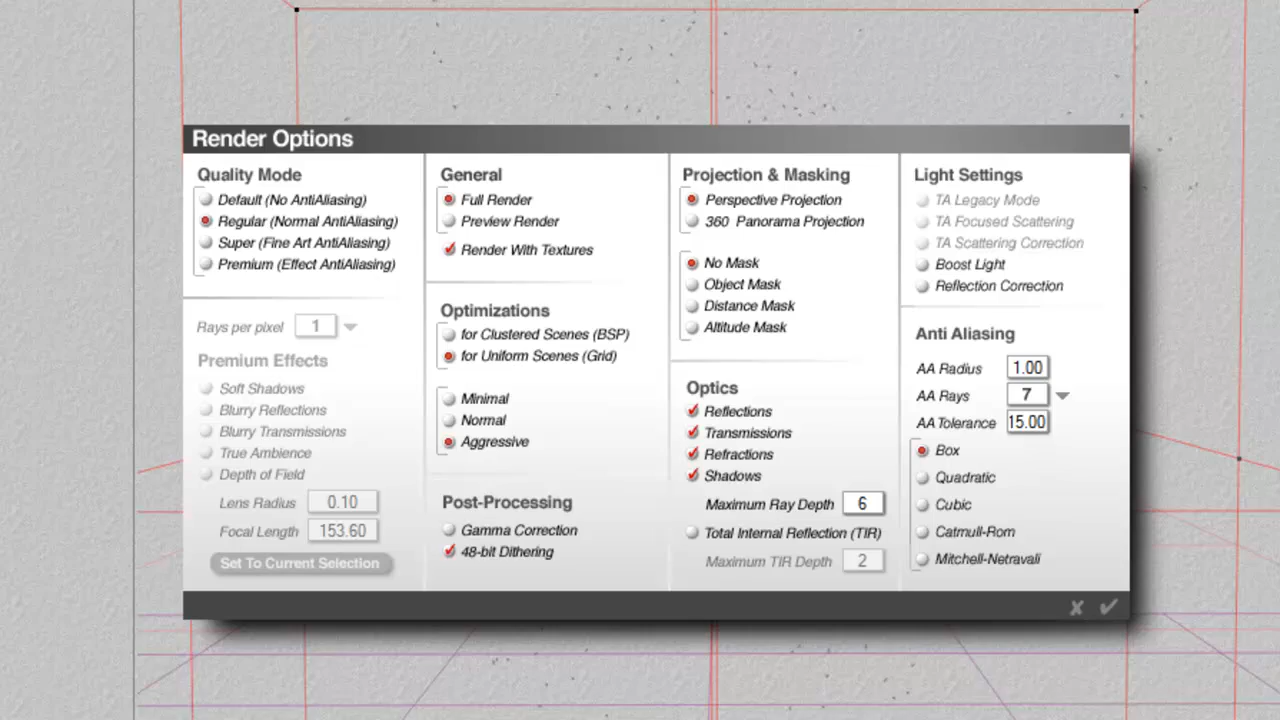 Render Options
Quality Mode
Default (No AntiAliasing)
Regular (Normal AntiAliasing)
Super (Fine Art AntiAliasing)
Premium (Effect AntiAliasing)
Rays per pixel 1
Premium Effects
Soft Shadows
Blurry Reflections
Blurry Transmissions
True Ambience
Depth of Field
Lens Radius 0.10
Focal Length 153.60
Set To Current Selection
General
Full Render
Preview Render
Render With Textures
Optimizations
for Clustered Scenes (BSP)
for Uniform Scenes (Grid)
Minimal
Normal
Aggressive
Post-Processing
Gamma Correction
48-bit Dithering
Projection & Masking
Perspective Projection
360 Panorama Projection
No Mask
Object Mask
Distance Mask
Altitude Mask
Optics
Reflections
Transmissions
Refractions
Shadows
Maximum Ray Depth 6
Total Internal Reflection (TIR)
Maximum TIR Depth 2
Light Settings
TA Legacy Mode
TA Focused Scattering
TA Scattering Correction
Boost Light
Reflection Correction
Anti Aliasing
AA Radius 1.00
AA Rays 7
AA Tolerance 15.00
Box
Quadratic
Cubic
Catmull-Rom
Mitchell-Netravali